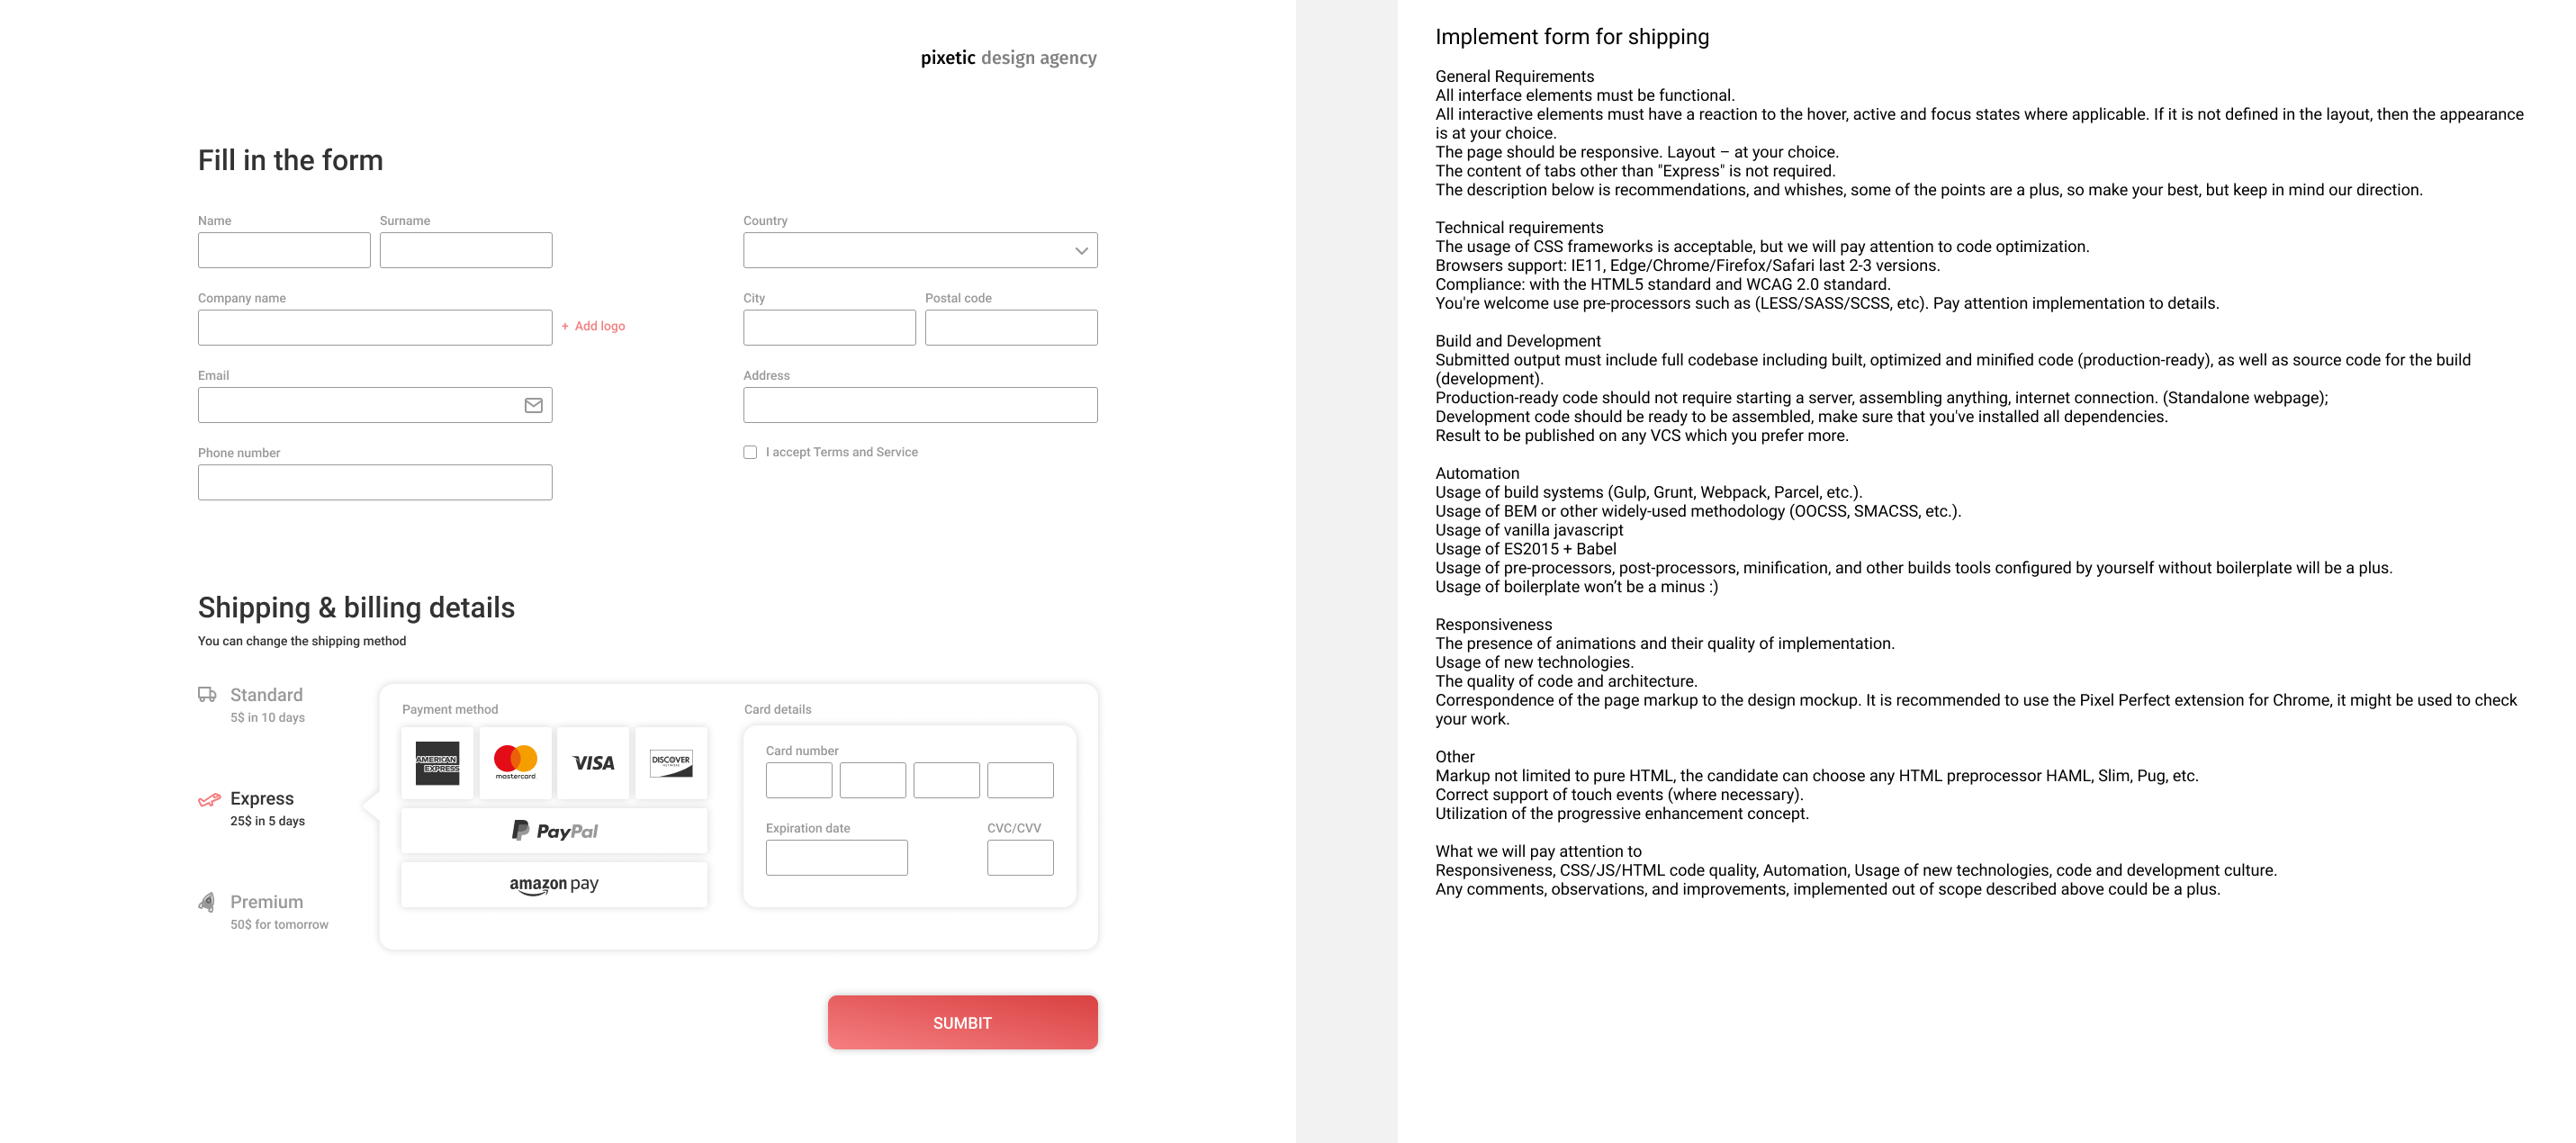 pixetic design agency
Fill in the form
Name
Surname
Company name
+ Add logo
Email
Phone number
Country
City
Postal code
Address
I accept Terms and Service
Shipping & billing details
You can change the shipping method
Standard
5$ in 10 days
Express
25$ in 5 days
Premium
50$ for tomorrow
Payment method
AMERICAN
EXPRESS
mastercard
VISA
DISCOVER
PayPal
amazon pay
Card details
Card number
Expiration date
CVC/CVV
SUMBIT
Implement form for shipping
General Requirements
All interface elements must be functional.
All interactive elements must have a reaction to the hover, active and focus states where applicable. If it is not defined in the layout, then the appearance
is at your choice.
The page should be responsive. Layout – at your choice.
The content of tabs other than "Express" is not required.
The description below is recommendations, and whishes, some of the points are a plus, so make your best, but keep in mind our direction.
Technical requirements
The usage of CSS frameworks is acceptable, but we will pay attention to code optimization.
Browsers support: IE11, Edge/Chrome/Firefox/Safari last 2-3 versions.
Compliance: with the HTML5 standard and WCAG 2.0 standard.
You're welcome use pre-processors such as (LESS/SASS/SCSS, etc). Pay attention implementation to details.
Build and Development
Submitted output must include full codebase including built, optimized and minified code (production-ready), as well as source code for the build
(development).
Production-ready code should not require starting a server, assembling anything, internet connection. (Standalone webpage);
Development code should be ready to be assembled, make sure that you've installed all dependencies.
Result to be published on any VCS which you prefer more.
Automation
Usage of build systems (Gulp, Grunt, Webpack, Parcel, etc.).
Usage of BEM or other widely-used methodology (OOCSS, SMACSS, etc.).
Usage of vanilla javascript
Usage of ES2015 + Babel
Usage of pre-processors, post-processors, minification, and other builds tools configured by yourself without boilerplate will be a plus.
Usage of boilerplate won’t be a minus :)
Responsiveness
The presence of animations and their quality of implementation.
Usage of new technologies.
The quality of code and architecture.
Correspondence of the page markup to the design mockup. It is recommended to use the Pixel Perfect extension for Chrome, it might be used to check
your work.
Other
Markup not limited to pure HTML, the candidate can choose any HTML preprocessor HAML, Slim, Pug, etc.
Correct support of touch events (where necessary).
Utilization of the progressive enhancement concept.
What we will pay attention to
Responsiveness, CSS/JS/HTML code quality, Automation, Usage of new technologies, code and development culture.
Any comments, observations, and improvements, implemented out of scope described above could be a plus.